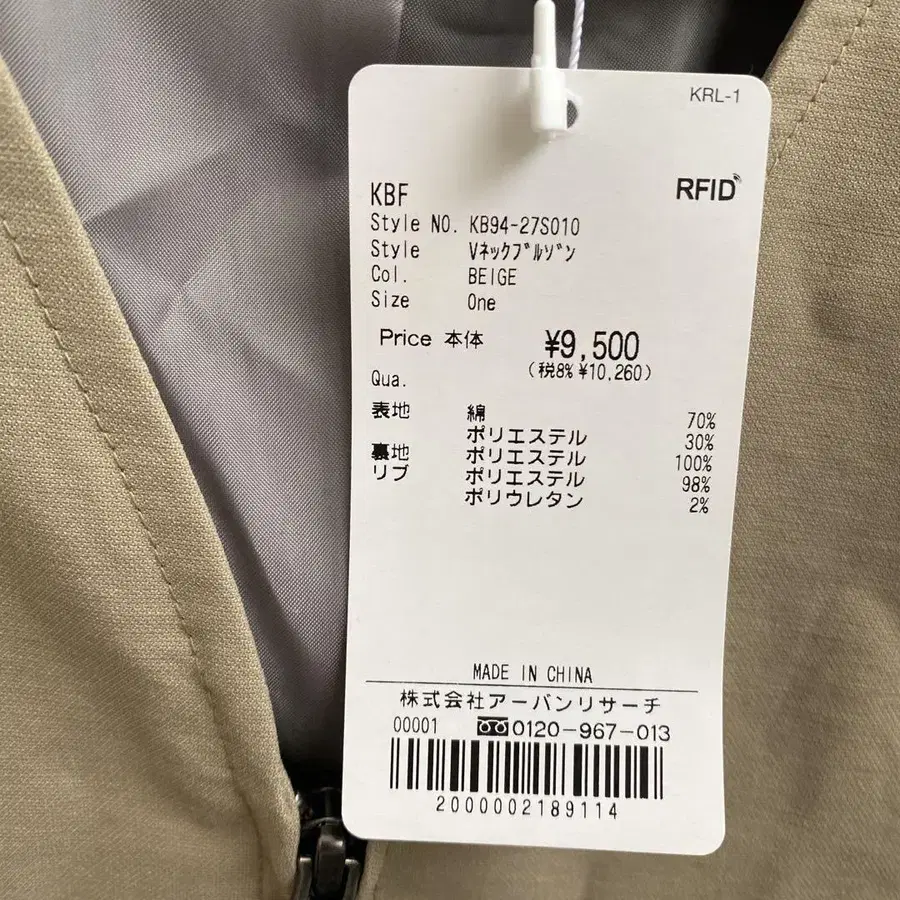 KRL-1
RFID
KBF
Style NO. KB94-27S010
Style Vネックブルゾン
Col. BEIGE
Size One
Price 本体 ¥9,500
(税8% ¥10,260)
Qua.
表地 綿 70%
ポリエステル 30%
裏地 ポリエステル 100%
リブ ポリエステル 98%
ポリウレタン 2%
MADE IN CHINA
株式会社アーバンリサーチ
00001 0120-967-013
2000002189114